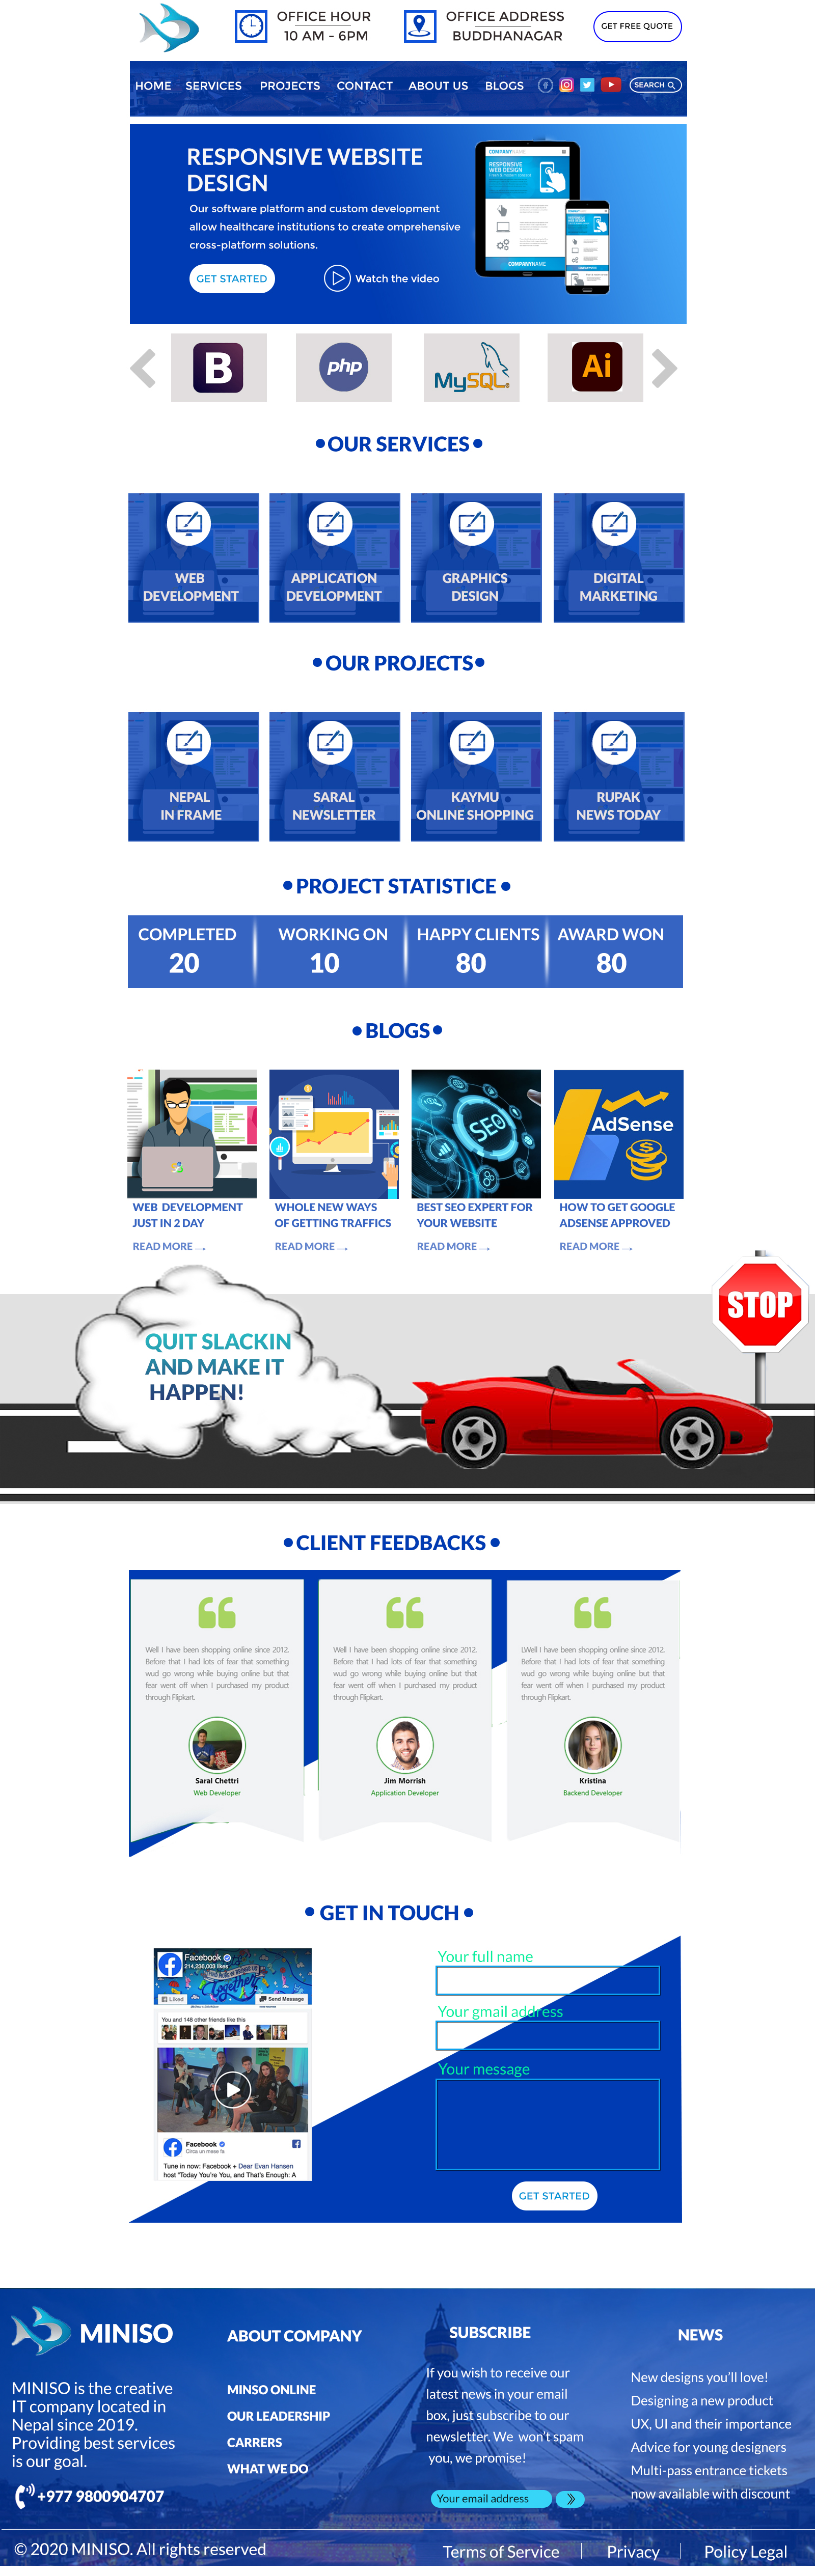 OFFICE HOUR
10 AM - 6PM
OFFICE ADDRESS
BUDDHANAGAR
GET FREE QUOTE
HOME SERVICES PROJECTS CONTACT ABOUT US BLOGS SEARCH
RESPONSIVE WEBSITE
DESIGN
Our software platform and custom development
allow healthcare institutions to create omprehensive
cross-platform solutions.
GET STARTED
Watch the video
COMPANYNAME
RESPONSIVE
WEB DESIGN
COMPANYNAME
COMPANYNAME
B
php
MySQL
Ai
OUR SERVICES
WEB
DEVELOPMENT
APPLICATION
DEVELOPMENT
GRAPHICS
DESIGN
DIGITAL
MARKETING
OUR PROJECTS
NEPAL
IN FRAME
SARAL
NEWSLETTER
KAYMU
ONLINE SHOPPING
RUPAK
NEWS TODAY
PROJECT STATISTICE
COMPLETED
20
WORKING ON
10
HAPPY CLIENTS
80
AWARD WON
80
BLOGS
SEO
AdSense
WEB DEVELOPMENT
JUST IN 2 DAY
READ MORE
WHOLE NEW WAYS
OF GETTING TRAFFICS
READ MORE
BEST SEO EXPERT FOR
YOUR WEBSITE
READ MORE
HOW TO GET GOOGLE
ADSENSE APPROVED
READ MORE
STOP
QUIT SLACKIN
AND MAKE IT
HAPPEN!
CLIENT FEEDBACKS
Well I have been shopping online since 2012,
Before that I had lots of fear that something
wud go wrong while buying online but that
fear went off when I purchased my product
through Flipkart.
Saral Chettri
Web Developer
Well I have been shopping online since 2012,
Before that I had lots of fear that something
wud go wrong while buying online but that
fear went off when I purchased my product
through Flipkart.
Jim Morrish
Application Developer
LWell I have been shopping online since 2012,
Before that I had lots of fear that something
wud go wrong while buying online but that
fear went off when I purchased my product
through Flipkart.
Kristina
Backend Developer
GET IN TOUCH
Facebook
214,236,003 likes
Together
Liked
Send Message
You and 148 other friends like this
Facebook
Circa un mese fa
Tune in now: Facebook + Dear Evan Hansen
host "Today You're You, and That's Enough: A
Your full name
Your gmail address
Your message
GET STARTED
MINISO
MINISO is the creative
IT company located in
Nepal since 2019.
Providing best services
is our goal.
+977 9800904707
ABOUT COMPANY
MINSO ONLINE
OUR LEADERSHIP
CARRERS
WHAT WE DO
SUBSCRIBE
If you wish to receive our
latest news in your email
box, just subscribe to our
newsletter. We won't spam
you, we promise!
Your email address
NEWS
New designs you'll love!
Designing a new product
UX, UI and their importance
Advice for young designers
Multi-pass entrance tickets
now available with discount
© 2020 MINISO. All rights reserved
Terms of Service | Privacy | Policy Legal